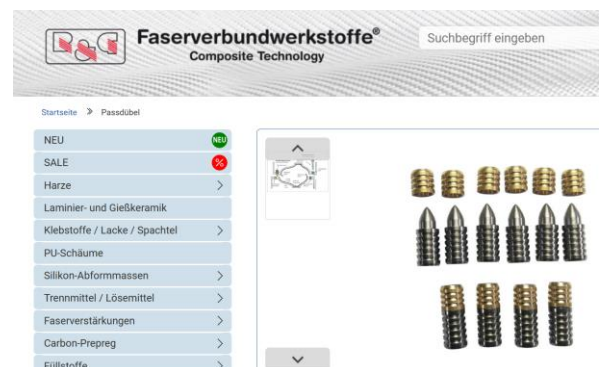 R&G
Faserverbundwerkstoffe®
Composite Technology
Suchbegriff eingeben
Startseite » Passdübel
NEU NEU
SALE %
Harze >
Laminier- und Gießkeramik
Klebstoffe / Lacke / Spachtel >
PU-Schäume
Silikon-Abformmassen >
Trennmittel / Lösemittel >
Faserverstärkungen >
Carbon-Prepreg >
Füllstoffe >